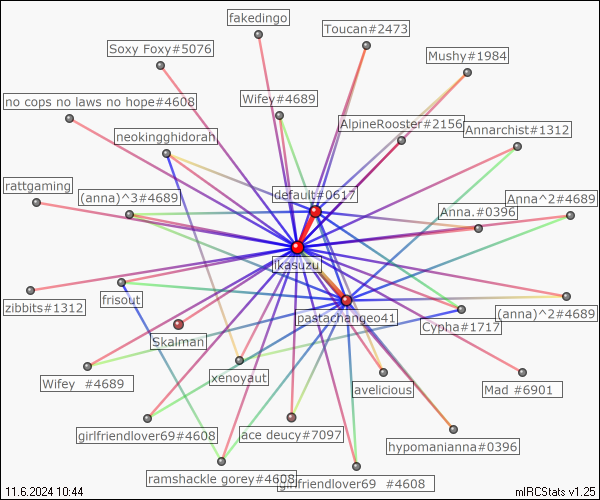 fakedingo
Toucan#2473
Soxy Foxy#5076
Mushy#1984
no cops no laws no hope#4608
Wifey#4689
AlpineRooster#2156
Annarchist#1312
neokingghidorah
rattgaming
(anna)^3#4689
default#0617
Anna^2#4689
Anna.#0396
ikasuzu
zibbits#1312
frisout
pastachangeo41
Cypha#1717
(anna)^2#4689
Skalman
Wifey  #4689
xenoyaut
lavelicious
Mad #6901
girlfriendlover69#4608
ace deucy#7097
hypomanianna#0396
ramshackle gorey#4608
girlfriendlover69  #4608
11.6.2024 10:44
mIRCStats v1.25